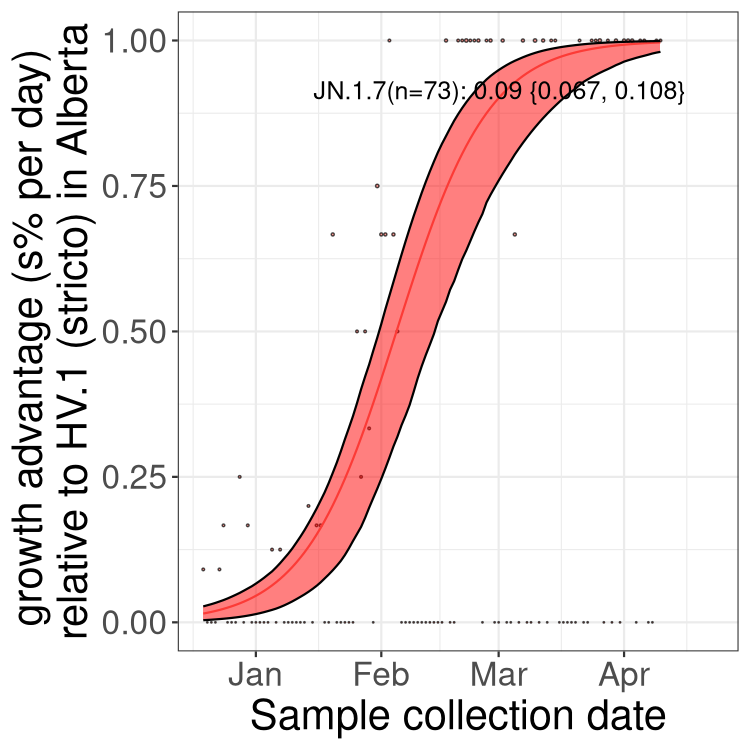 growth advantage (s% per day)
relative to HV.1 (stricto) in Alberta
1.00
JN.1.7(n=73): 0.09 {0.067, 0.108}
0.75
0.50
0.25
0.00
Jan Feb Mar Apr
Sample collection date